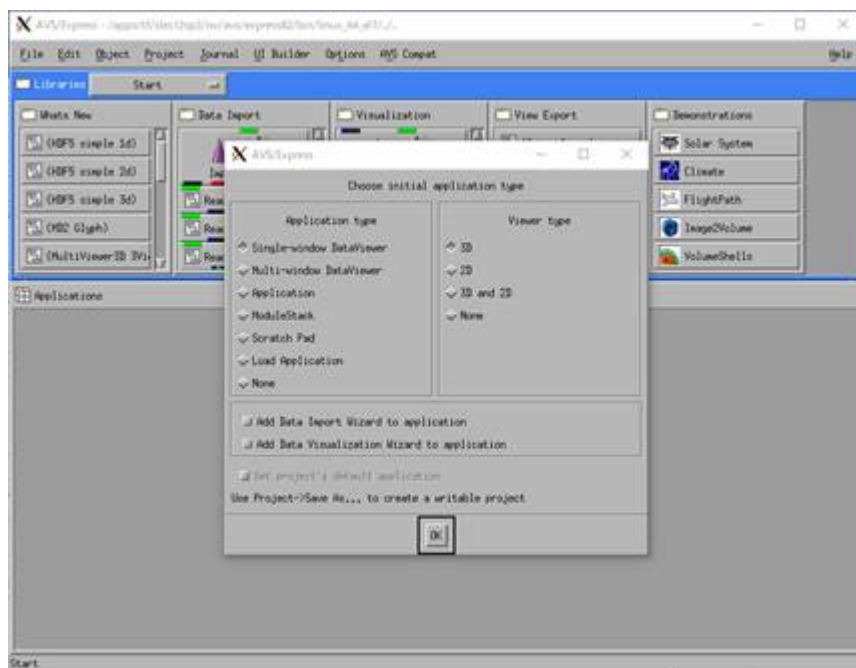 AVS/Express
File Edit Object Project Journal UI Builder Options AVS Compat Help
Libraries Start
Whats New
(HDF5 simple 1d)
(HDF5 simple 2d)
(HDF5 simple 3d)
(MD2 Glyph)
(MultiViewer3D
Data Import
Visualization
View Export
Demonstrations
Solar System
Climate
FlightPath
Image2Volume
VolumeShells
Applications
AVS/Express
Choose initial application type
Application type
Single-window DataViewer
Multi-window DataViewer
Application
ModuleStack
Scratch Pad
Load Application
None
Viewer type
3D
2D
3D and 2D
None
Add Data Import Wizard to application
Add Data Visualization Wizard to application
Set project's default application
Use Project->Save As... to create a writable project
OK
Start